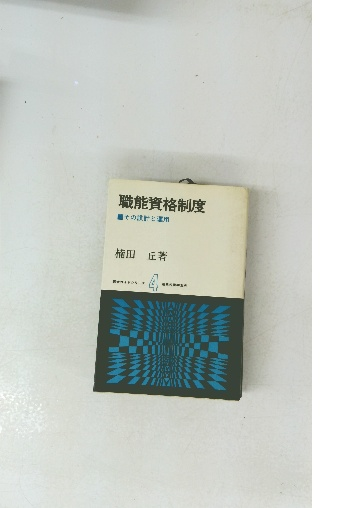 職能資格制度
■その設計と運用
楠田 丘著
4